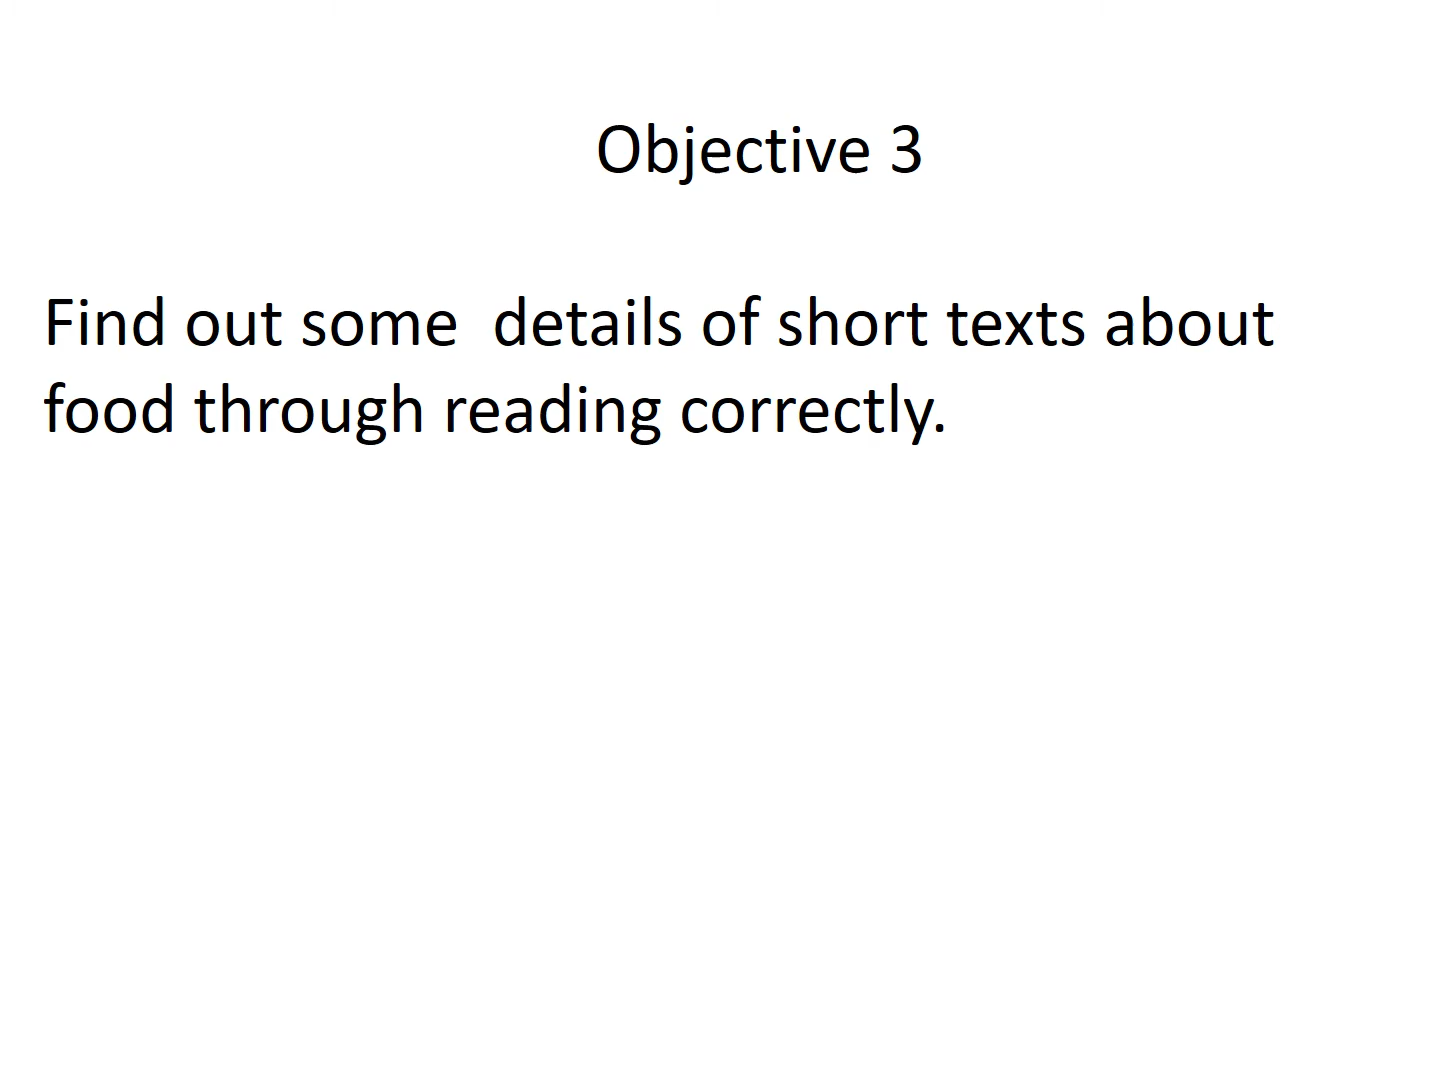 Objective 3
Find out some  details of short texts about
food through reading correctly.